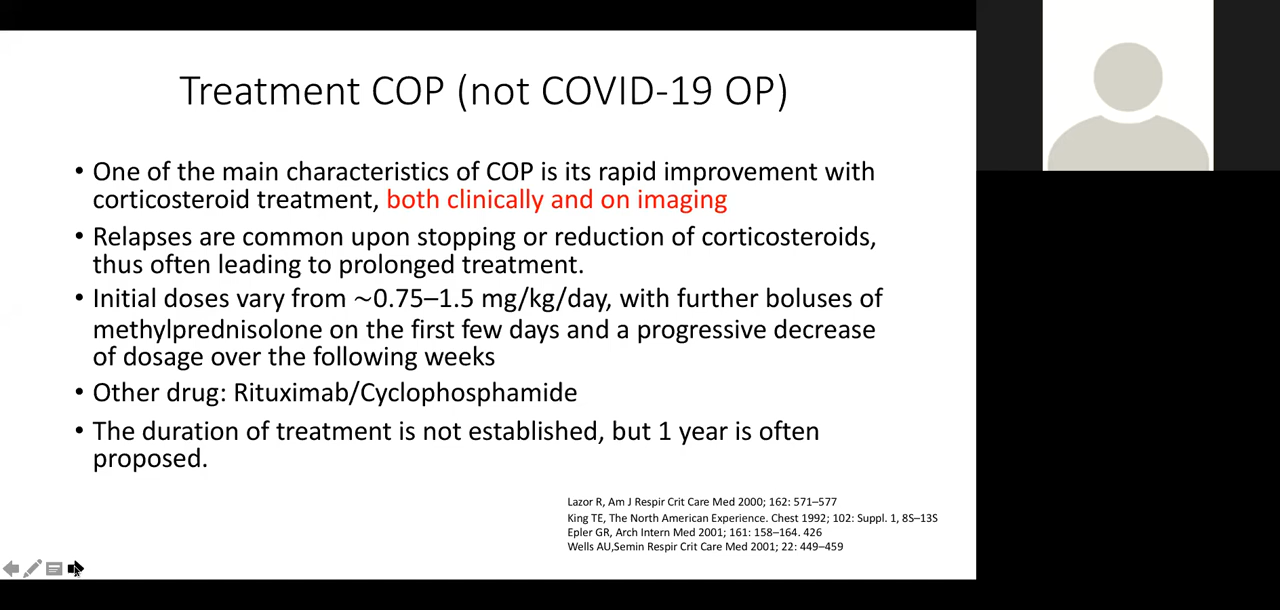 Treatment COP (not COVID-19 OP)
• One of the main characteristics of COP is its rapid improvement with
corticosteroid treatment, both clinically and on imaging
• Relapses are common upon stopping or reduction of corticosteroids,
thus often leading to prolonged treatment.
• Initial doses vary from ~0.75–1.5 mg/kg/day, with further boluses of
methylprednisolone on the first few days and a progressive decrease
of dosage over the following weeks
• Other drug: Rituximab/Cyclophosphamide
• The duration of treatment is not established, but 1 year is often
proposed.
Lazor R, Am J Respir Crit Care Med 2000; 162: 571–577
King TE, The North American Experience. Chest 1992; 102: Suppl. 1, 8S–13S
Epler GR, Arch Intern Med 2001; 161: 158–164. 426
Wells AU,Semin Respir Crit Care Med 2001; 22: 449–459